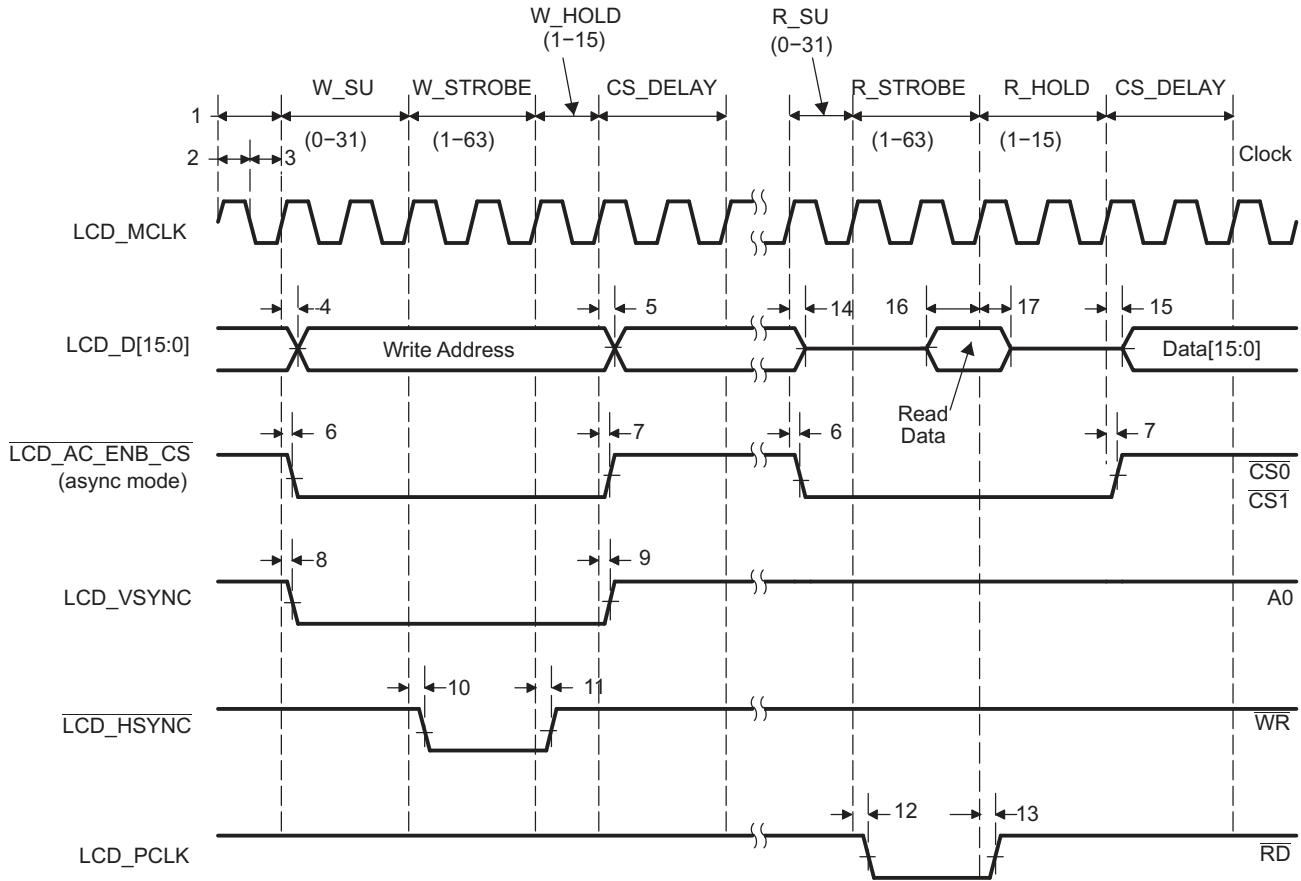 W_HOLD
(1−15)
R_SU
(0−31)
W_SU
W_STROBE
CS_DELAY
R_STROBE
R_HOLD
CS_DELAY
1
(0−31)
(1−63)
(1−63)
(1−15)
2
3
Clock
LCD_MCLK
4
5
14
16
17
15
LCD_D[15:0]
Write Address
Data[15:0]
Read
Data
6
7
6
7
LCD_AC_ENB_CS
(async mode)
CS0
CS1
8
9
LCD_VSYNC
A0
10
11
LCD_HSYNC
WR
12
13
LCD_PCLK
RD